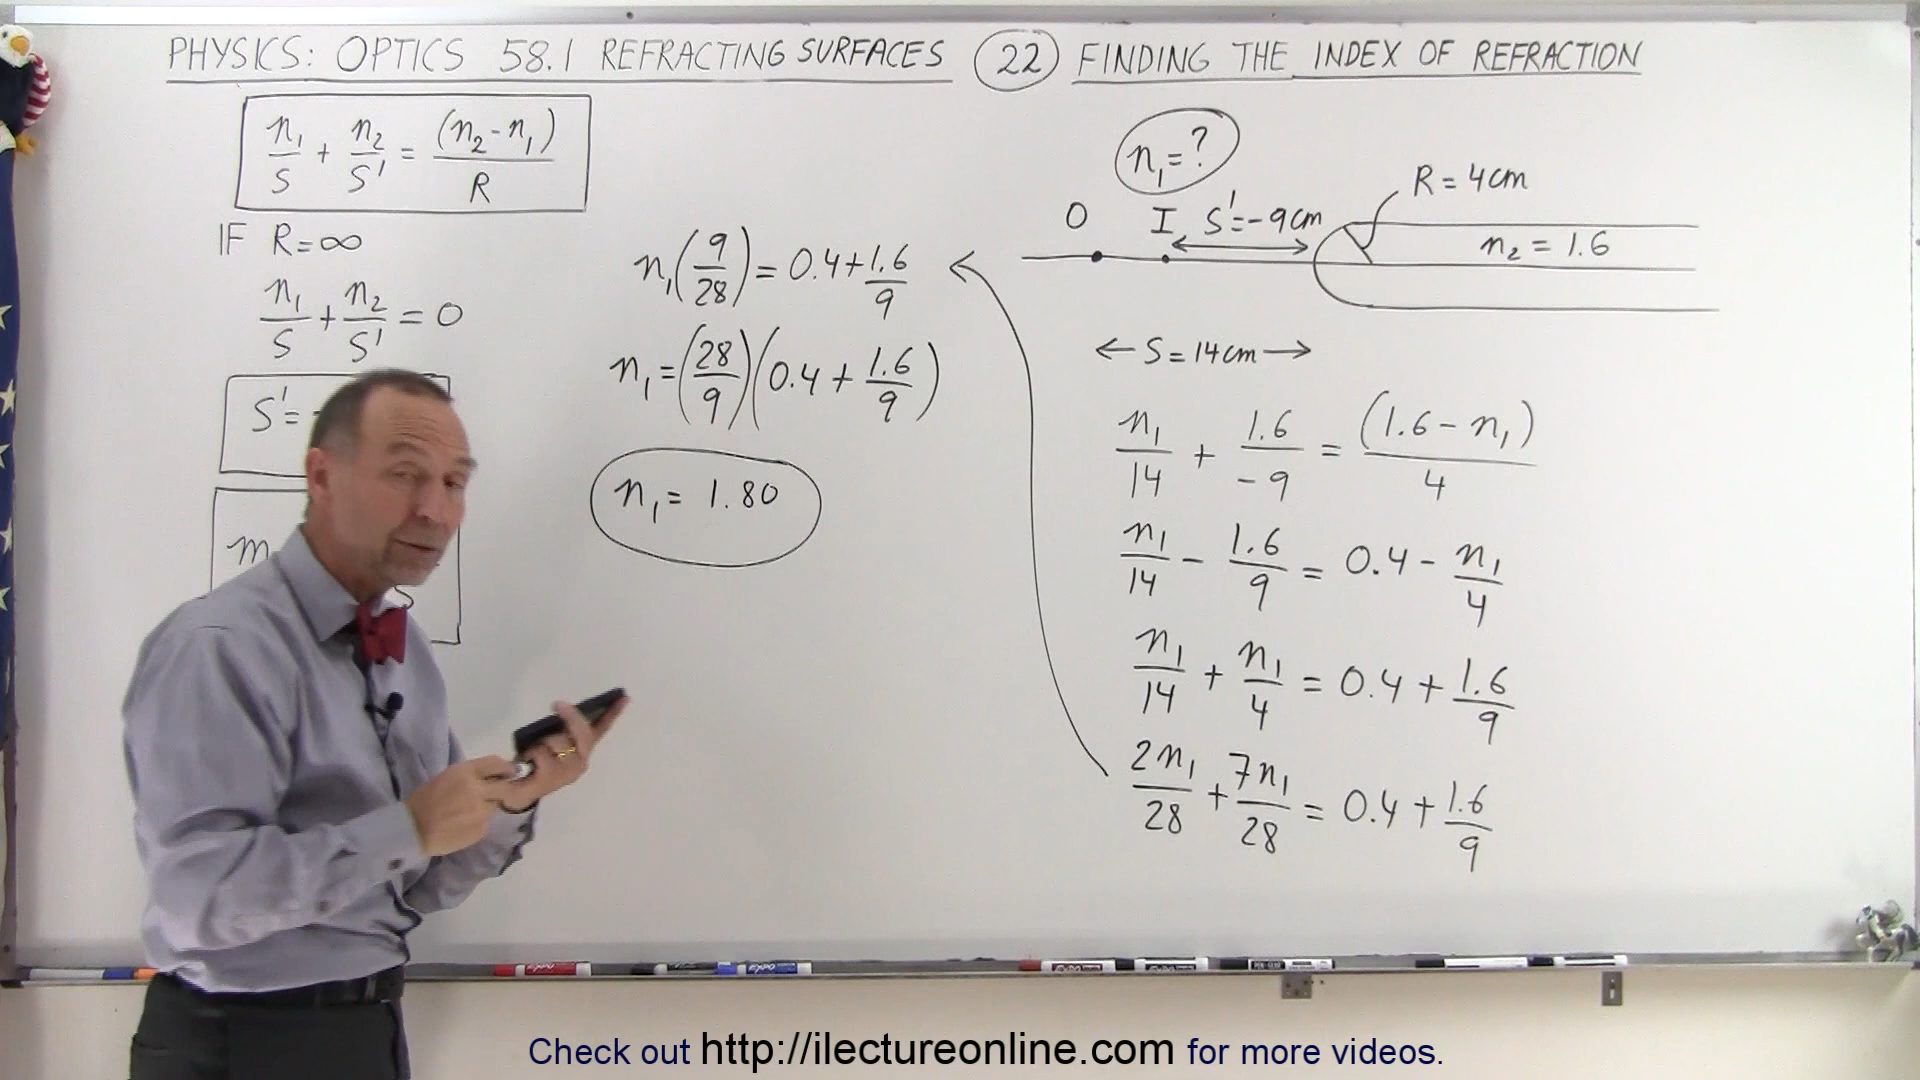 PHYSICS: OPTICS 58.1 REFRACTING SURFACES 22 FINDING THE INDEX OF REFRACTION
n₁/S + n₂/S' = (n₂-n₁)/R
IF R=∞
n₁/S + n₂/S' = 0
S'=
m
S
n₁(9/28) = 0.4+1.6/9
n₁=(28/9)(0.4+1.6/9)
n₁= 1.80
n₁=?
R=4cm
O I S'=-9cm
n₂=1.6
← S=14cm →
n₁/14 + 1.6/-9 = (1.6-n₁)/4
n₁/14 - 1.6/9 = 0.4 - n₁/4
n₁/14 + n₁/4 = 0.4+1.6/9
2n₁/28 + 7n₁/28 = 0.4+1.6/9
Check out http://ilectureonline.com for more videos.